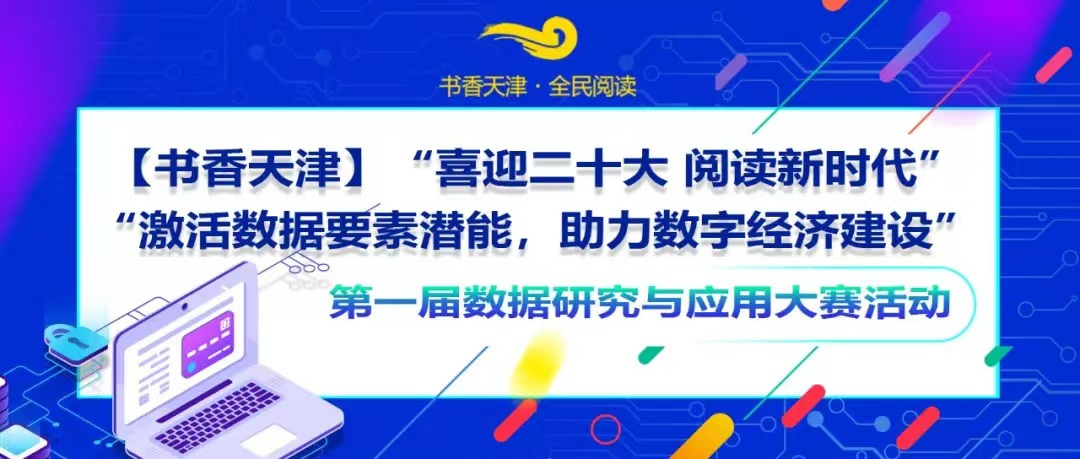 书香天津·全民阅读
【书香天津】“喜迎二十大 阅读新时代”
“激活数据要素潜能，助力数字经济建设”
第一届数据研究与应用大赛活动